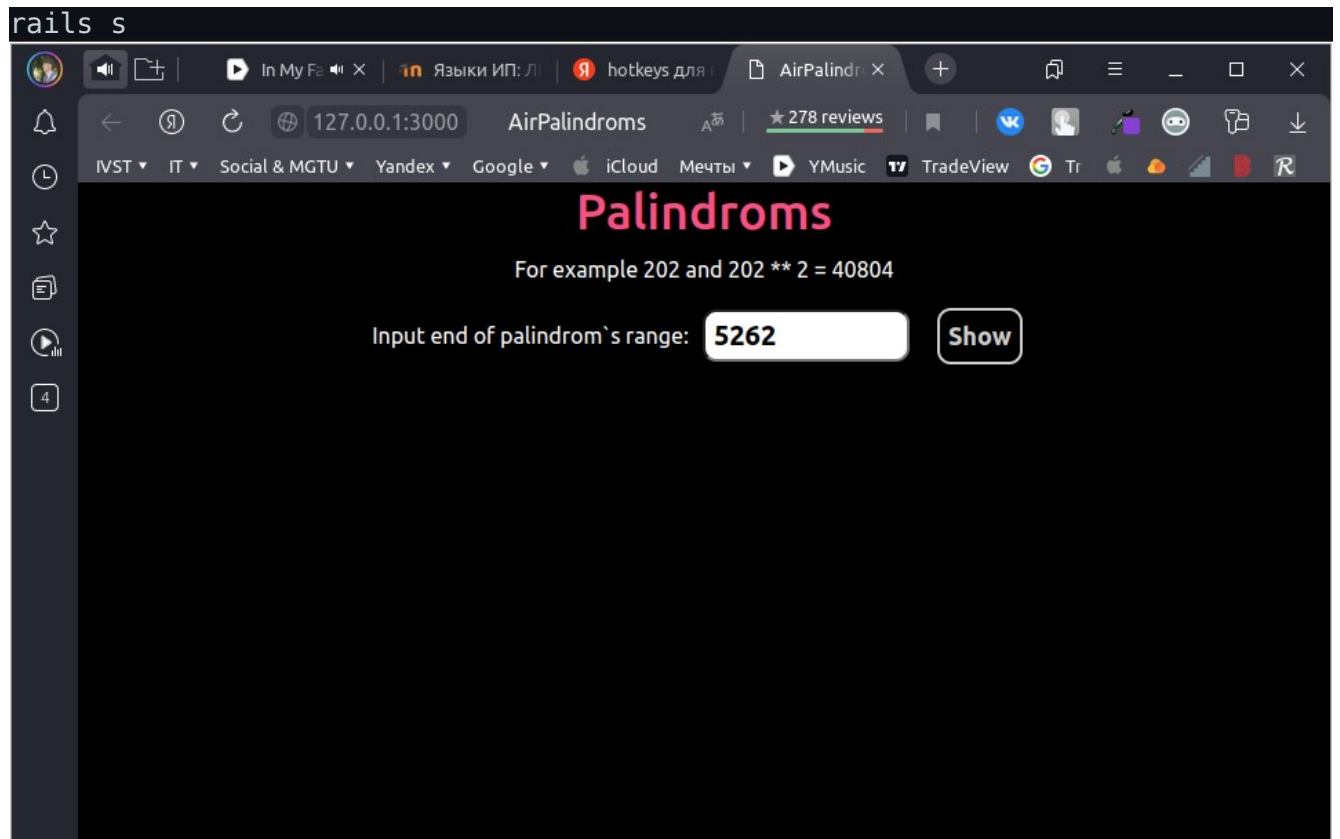 rails s
In My Fa Языки ИП: Л hotkeys для AirPalindr
127.0.0.1:3000 AirPalindroms 278 reviews
IVST IT Social & MGTU Yandex Google iCloud Мечты YMusic TradeView Tr
Palindroms
For example 202 and 202 ** 2 = 40804
Input end of palindrom`s range: 5262 Show
4